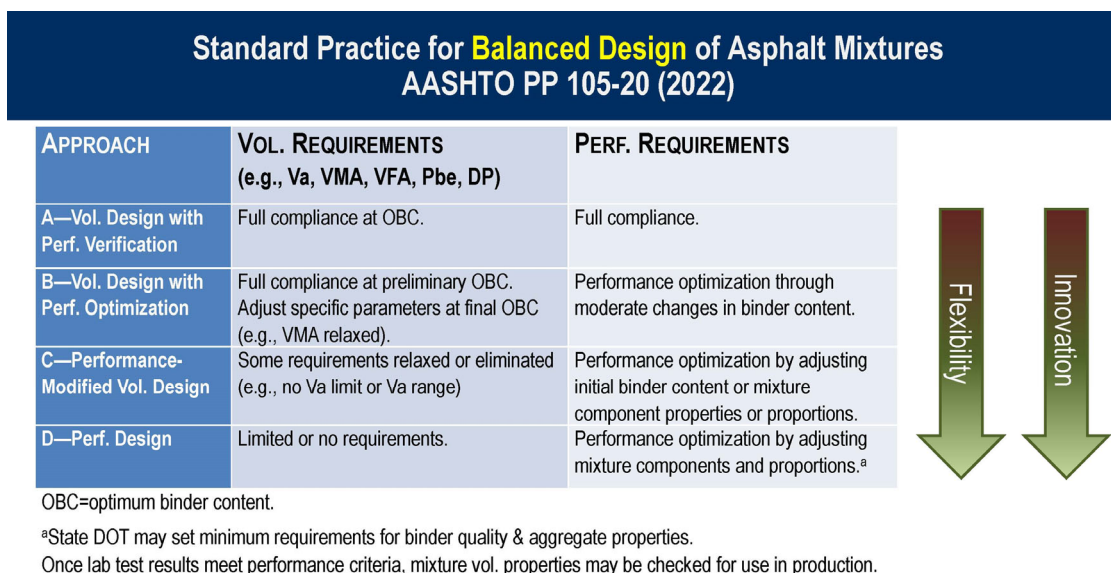 Standard Practice for Balanced Design of Asphalt Mixtures
AASHTO PP 105-20 (2022)
APPROACH
VOL. REQUIREMENTS
(e.g., Va, VMA, VFA, Pbe, DP)
PERF. REQUIREMENTS
A—Vol. Design with
Perf. Verification
Full compliance at OBC.
Full compliance.
B—Vol. Design with
Perf. Optimization
Full compliance at preliminary OBC.
Adjust specific parameters at final OBC
(e.g., VMA relaxed).
Performance optimization through
moderate changes in binder content.
C—Performance-
Modified Vol. Design
Some requirements relaxed or eliminated
(e.g., no Va limit or Va range)
Performance optimization by adjusting
initial binder content or mixture
component properties or proportions.
D—Perf. Design
Limited or no requirements.
Performance optimization by adjusting
mixture components and proportions.ᵃ
Flexibility
Innovation
OBC=optimum binder content.
ᵃState DOT may set minimum requirements for binder quality & aggregate properties.
Once lab test results meet performance criteria, mixture vol. properties may be checked for use in production.